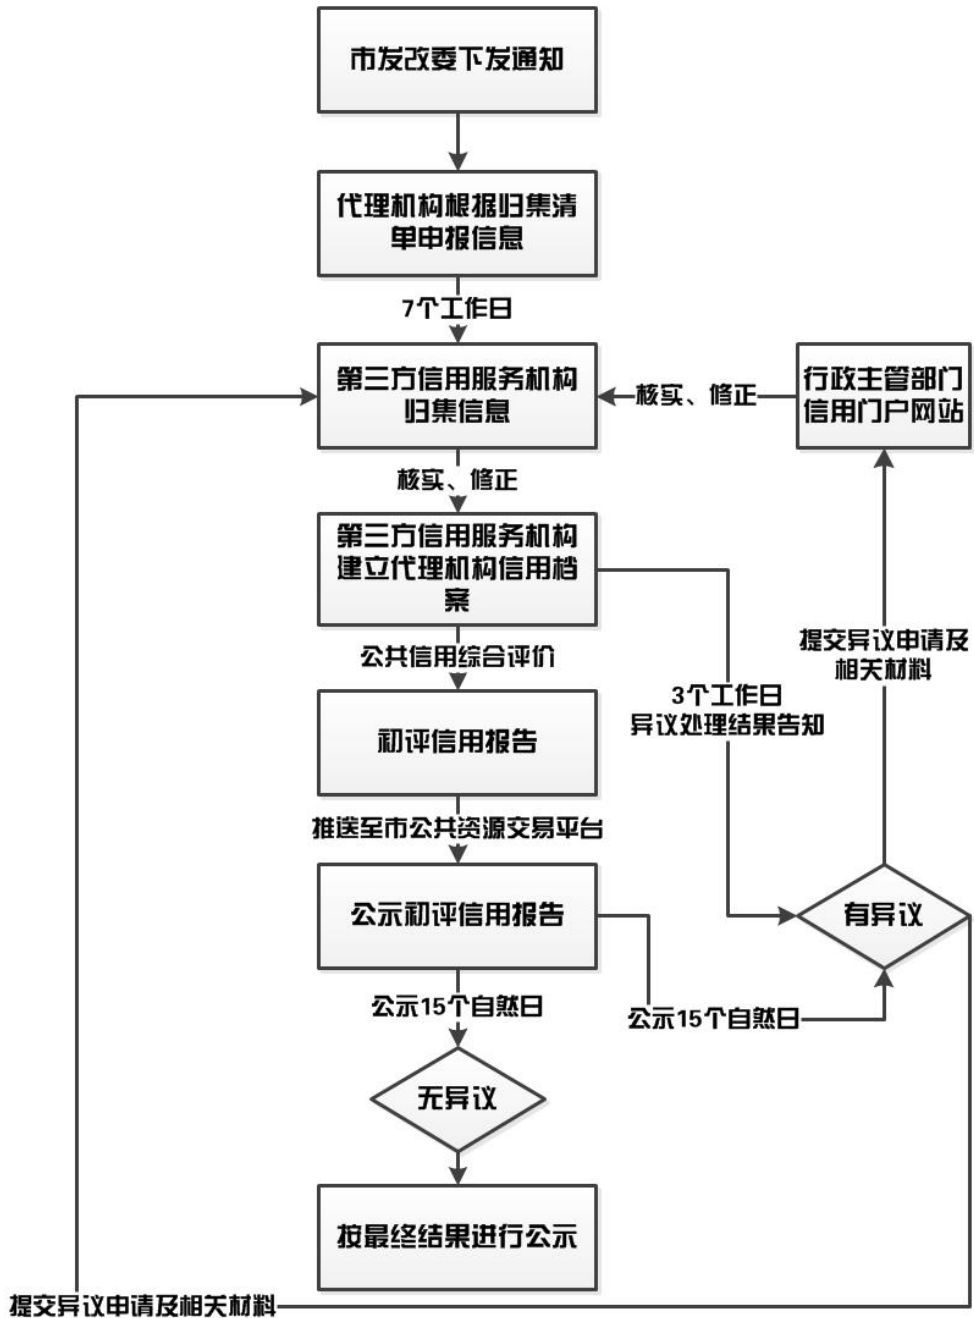 市发改委下发通知
代理机构根据归集清
单申报信息
7个工作日
第三方信用服务机构
归集信息
核实、修正
行政主管部门
信用门户网站
核实、修正
第三方信用服务机构
建立代理机构信用档
案
公共信用综合评价
提交异议申请及
相关材料
3个工作日
异议处理结果告知
初评信用报告
推送至市公共资源交易平台
公示初评信用报告
有异议
公示15个自然日
公示15个自然日
无异议
按最终结果进行公示
提交异议申请及相关材料